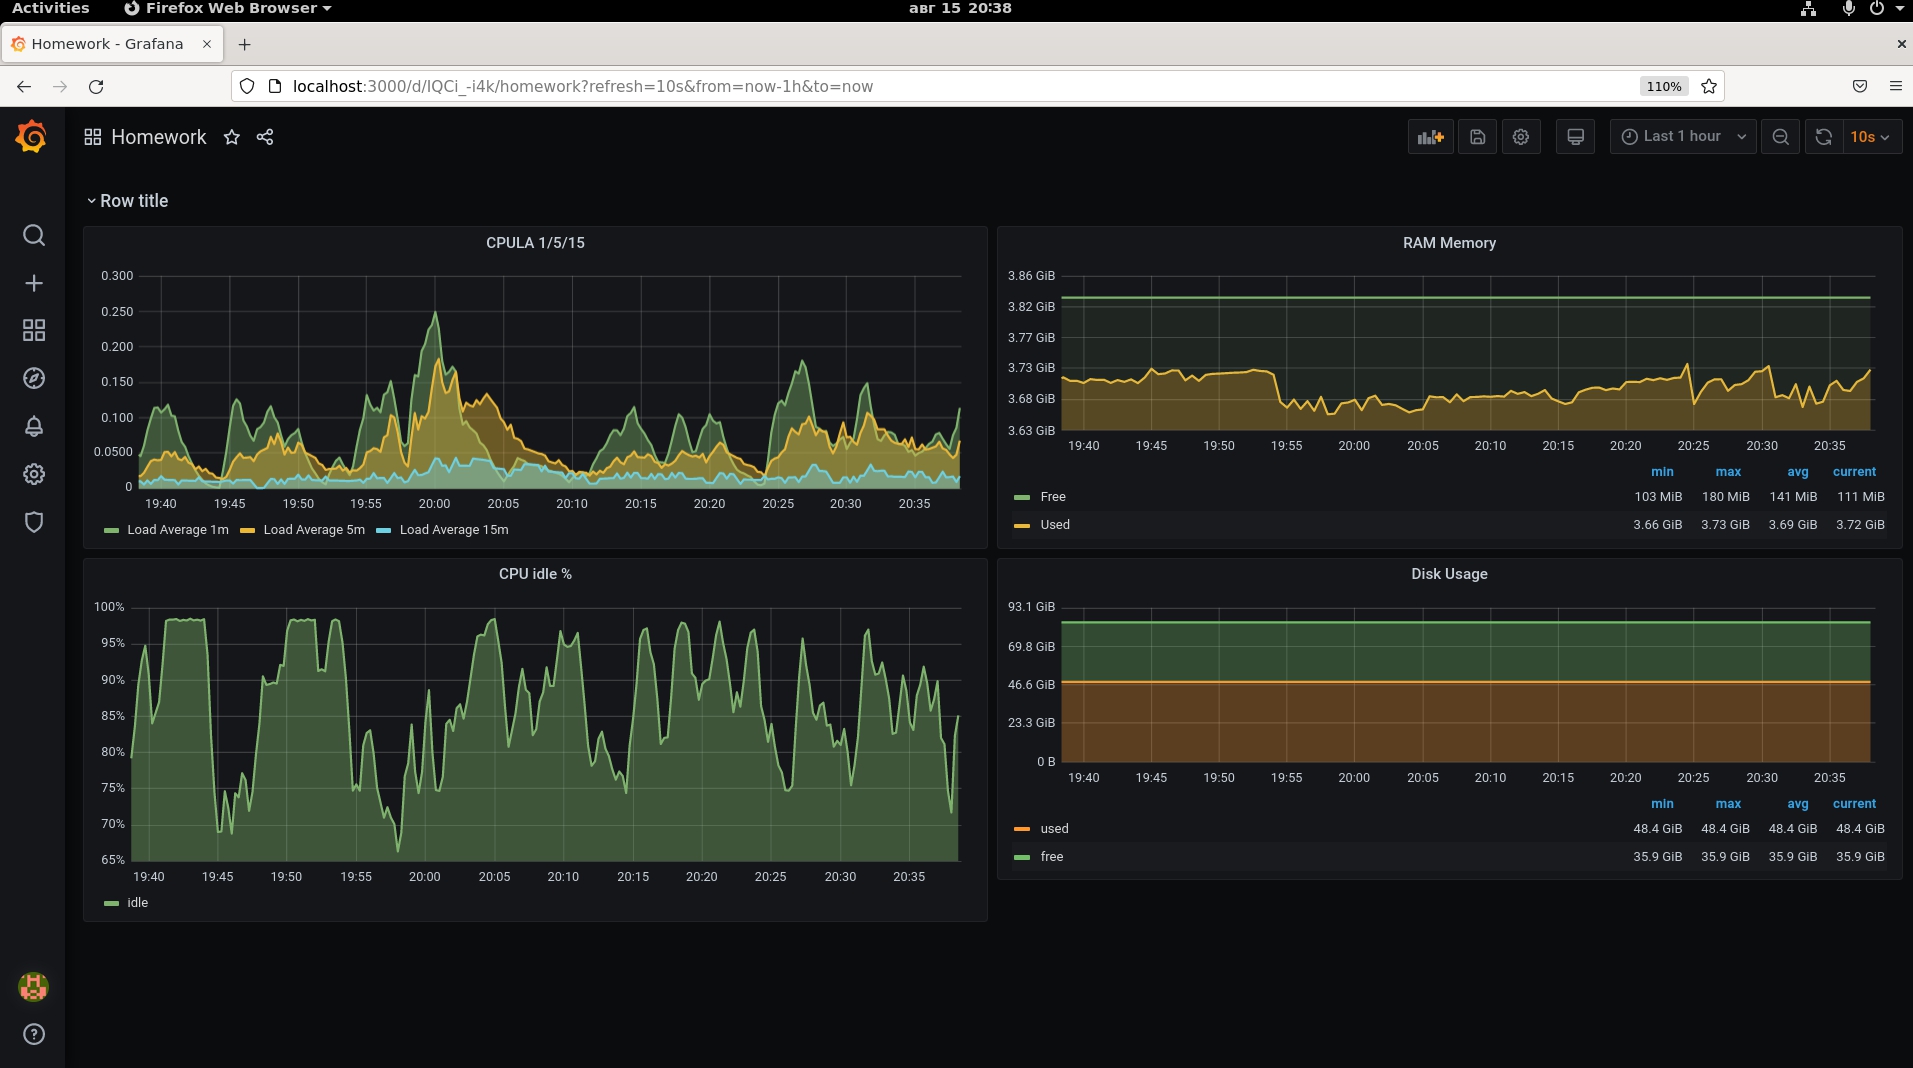 Activities Firefox Web Browser авг 15 20:38
Homework - Grafana
localhost:3000/d/IQCi_-i4k/homework?refresh=10s&from=now-1h&to=now 110%
Homework Last 1 hour 10s
Row title
CPULA 1/5/15
0.300
0.250
0.200
0.150
0.100
0.0500
0
19:40 19:45 19:50 19:55 20:00 20:05 20:10 20:15 20:20 20:25 20:30 20:35
Load Average 1m Load Average 5m Load Average 15m
RAM Memory
3.86 GiB
3.82 GiB
3.77 GiB
3.73 GiB
3.68 GiB
3.63 GiB
19:40 19:45 19:50 19:55 20:00 20:05 20:10 20:15 20:20 20:25 20:30 20:35
min max avg current
Free 103 MiB 180 MiB 141 MiB 111 MiB
Used 3.66 GiB 3.73 GiB 3.69 GiB 3.72 GiB
CPU idle %
100%
95%
90%
85%
80%
75%
70%
65%
19:40 19:45 19:50 19:55 20:00 20:05 20:10 20:15 20:20 20:25 20:30 20:35
idle
Disk Usage
93.1 GiB
69.8 GiB
46.6 GiB
23.3 GiB
0 B
19:40 19:45 19:50 19:55 20:00 20:05 20:10 20:15 20:20 20:25 20:30 20:35
min max avg current
used 48.4 GiB 48.4 GiB 48.4 GiB 48.4 GiB
free 35.9 GiB 35.9 GiB 35.9 GiB 35.9 GiB